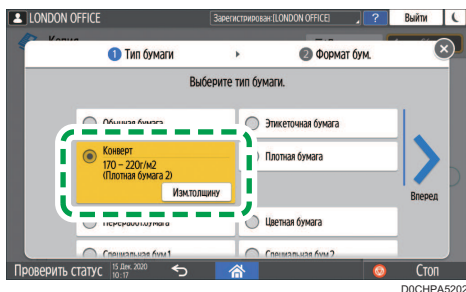 LONDON OFFICE
Зарегистрирован:[LONDON OFFICE]
?
Выйти
Копия
1 Тип бумаги
2 Формат бум.
Выберите тип бумаги.
Обычная бумага
Этикеточная бумага
Конверт
170 – 220г/м2
(Плотная бумага 2)
Изм.толщину
Плотная бумага
Вперед
Переработ.бумага
Цветная бумага
Специальная бум.1
Специальная бум.2
Проверить статус
15 Дек. 2020
10:17
Стоп
D0CHPA5202